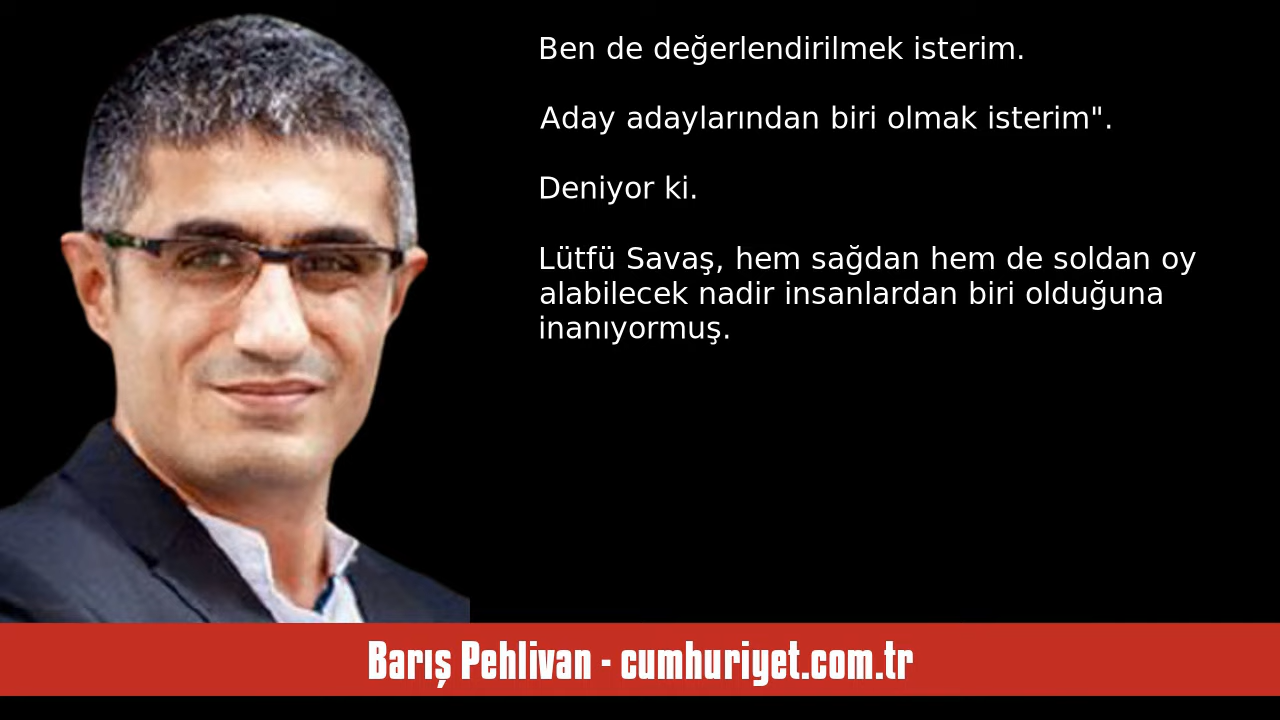 Ben de değerlendirilmek isterim.
Aday adaylarından biri olmak isterim".
Deniyor ki.
Lütfü Savaş, hem sağdan hem de soldan oy
alabilecek nadir insanlardan biri olduğuna
inanıyormuş.
Barış Pehlivan - cumhuriyet.com.tr